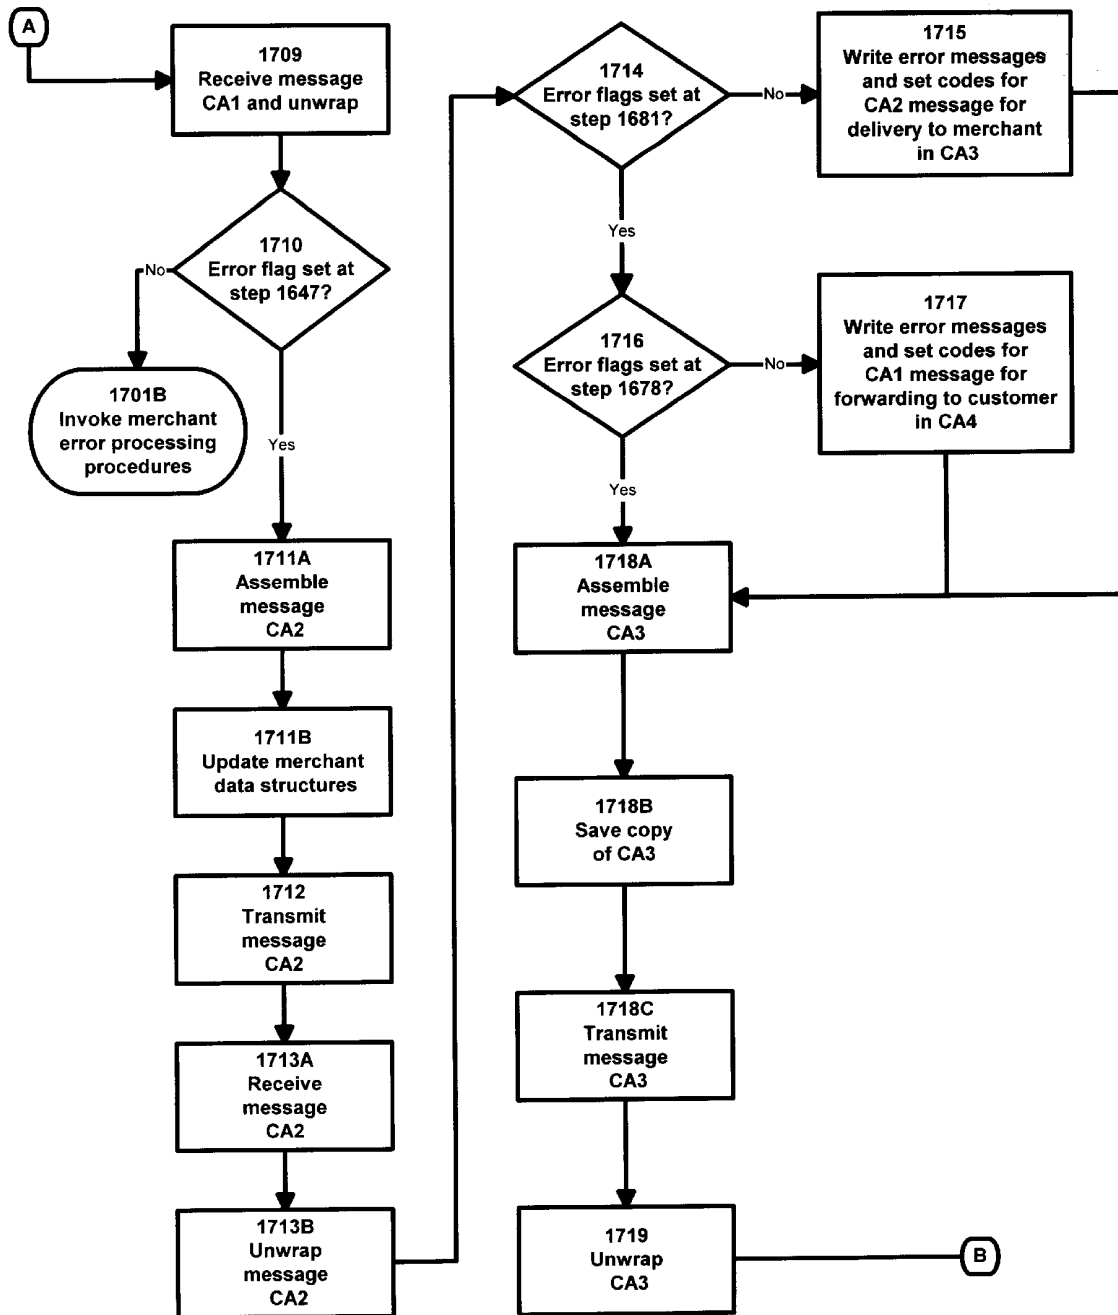 A
1709
Receive message
CA1 and unwrap
1710
Error flag set at
step 1647?
No
1701B
Invoke merchant
error processing
procedures
Yes
1711A
Assemble
message
CA2
1711B
Update merchant
data structures
1712
Transmit
message
CA2
1713A
Receive
message
CA2
1713B
Unwrap
message
CA2
1714
Error flags set at
step 1681?
No
1715
Write error messages
and set codes for
CA2 message for
delivery to merchant
in CA3
Yes
1716
Error flags set at
step 1678?
No
1717
Write error messages
and set codes for
CA1 message for
forwarding to customer
in CA4
Yes
1718A
Assemble
message
CA3
1718B
Save copy
of CA3
1718C
Transmit
message
CA3
1719
Unwrap
CA3
B